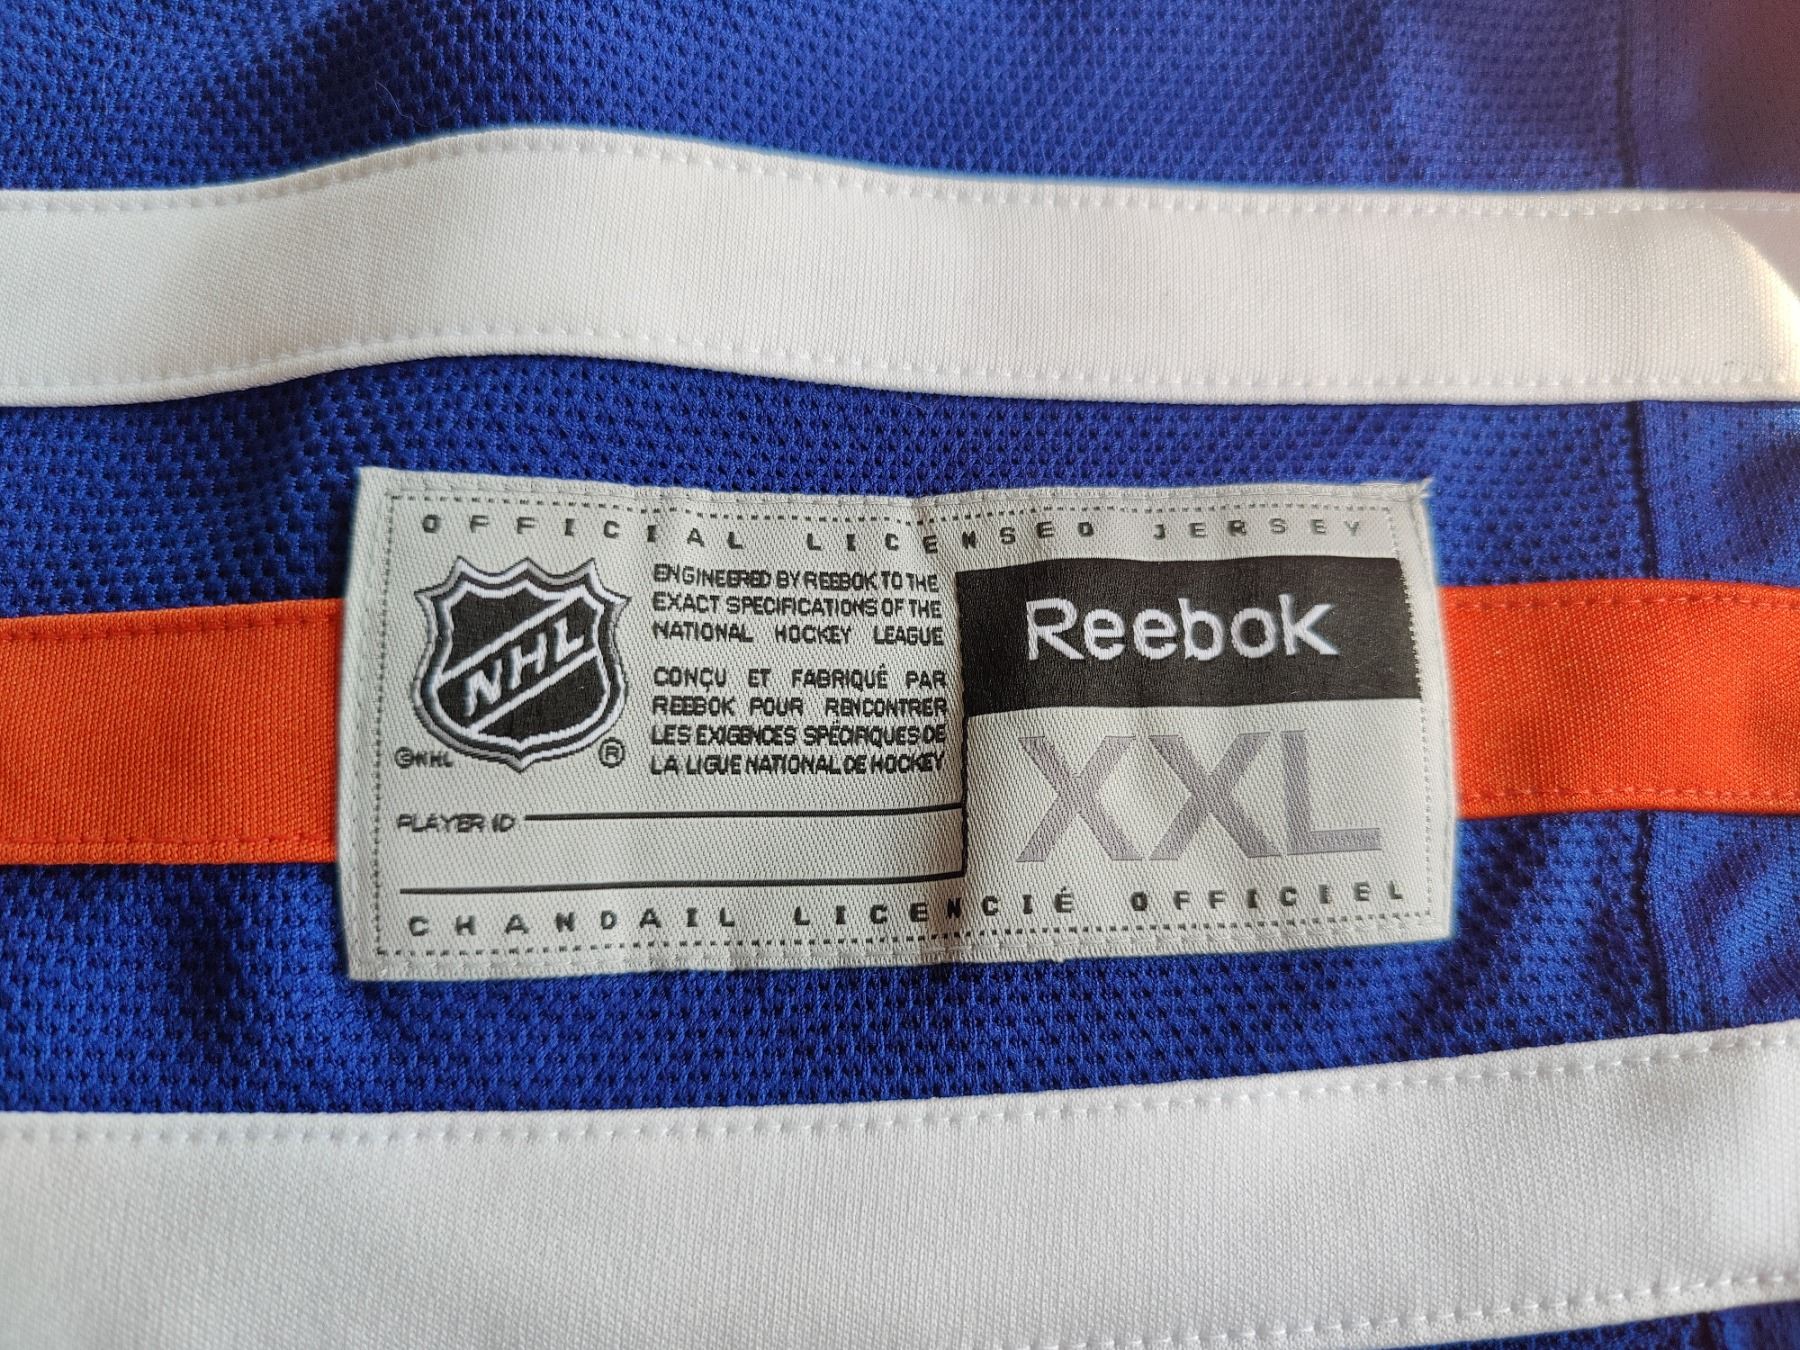 OFFICIAL LICENSED JERSEY
NHL
©NHL
®
ENGINEERED BY REEBOK TO THE
EXACT SPECIFICATIONS OF THE
NATIONAL HOCKEY LEAGUE
CONÇU ET FABRIQUÉ PAR
REEBOK POUR RENCONTRER
LES EXIGENCES SPÉCIFIQUES DE
LA LIGUE NATIONAL DE HOCKEY
Reebok
XXL
PLAYER ID
CHANDAIL LICENCIÉ OFFICIEL